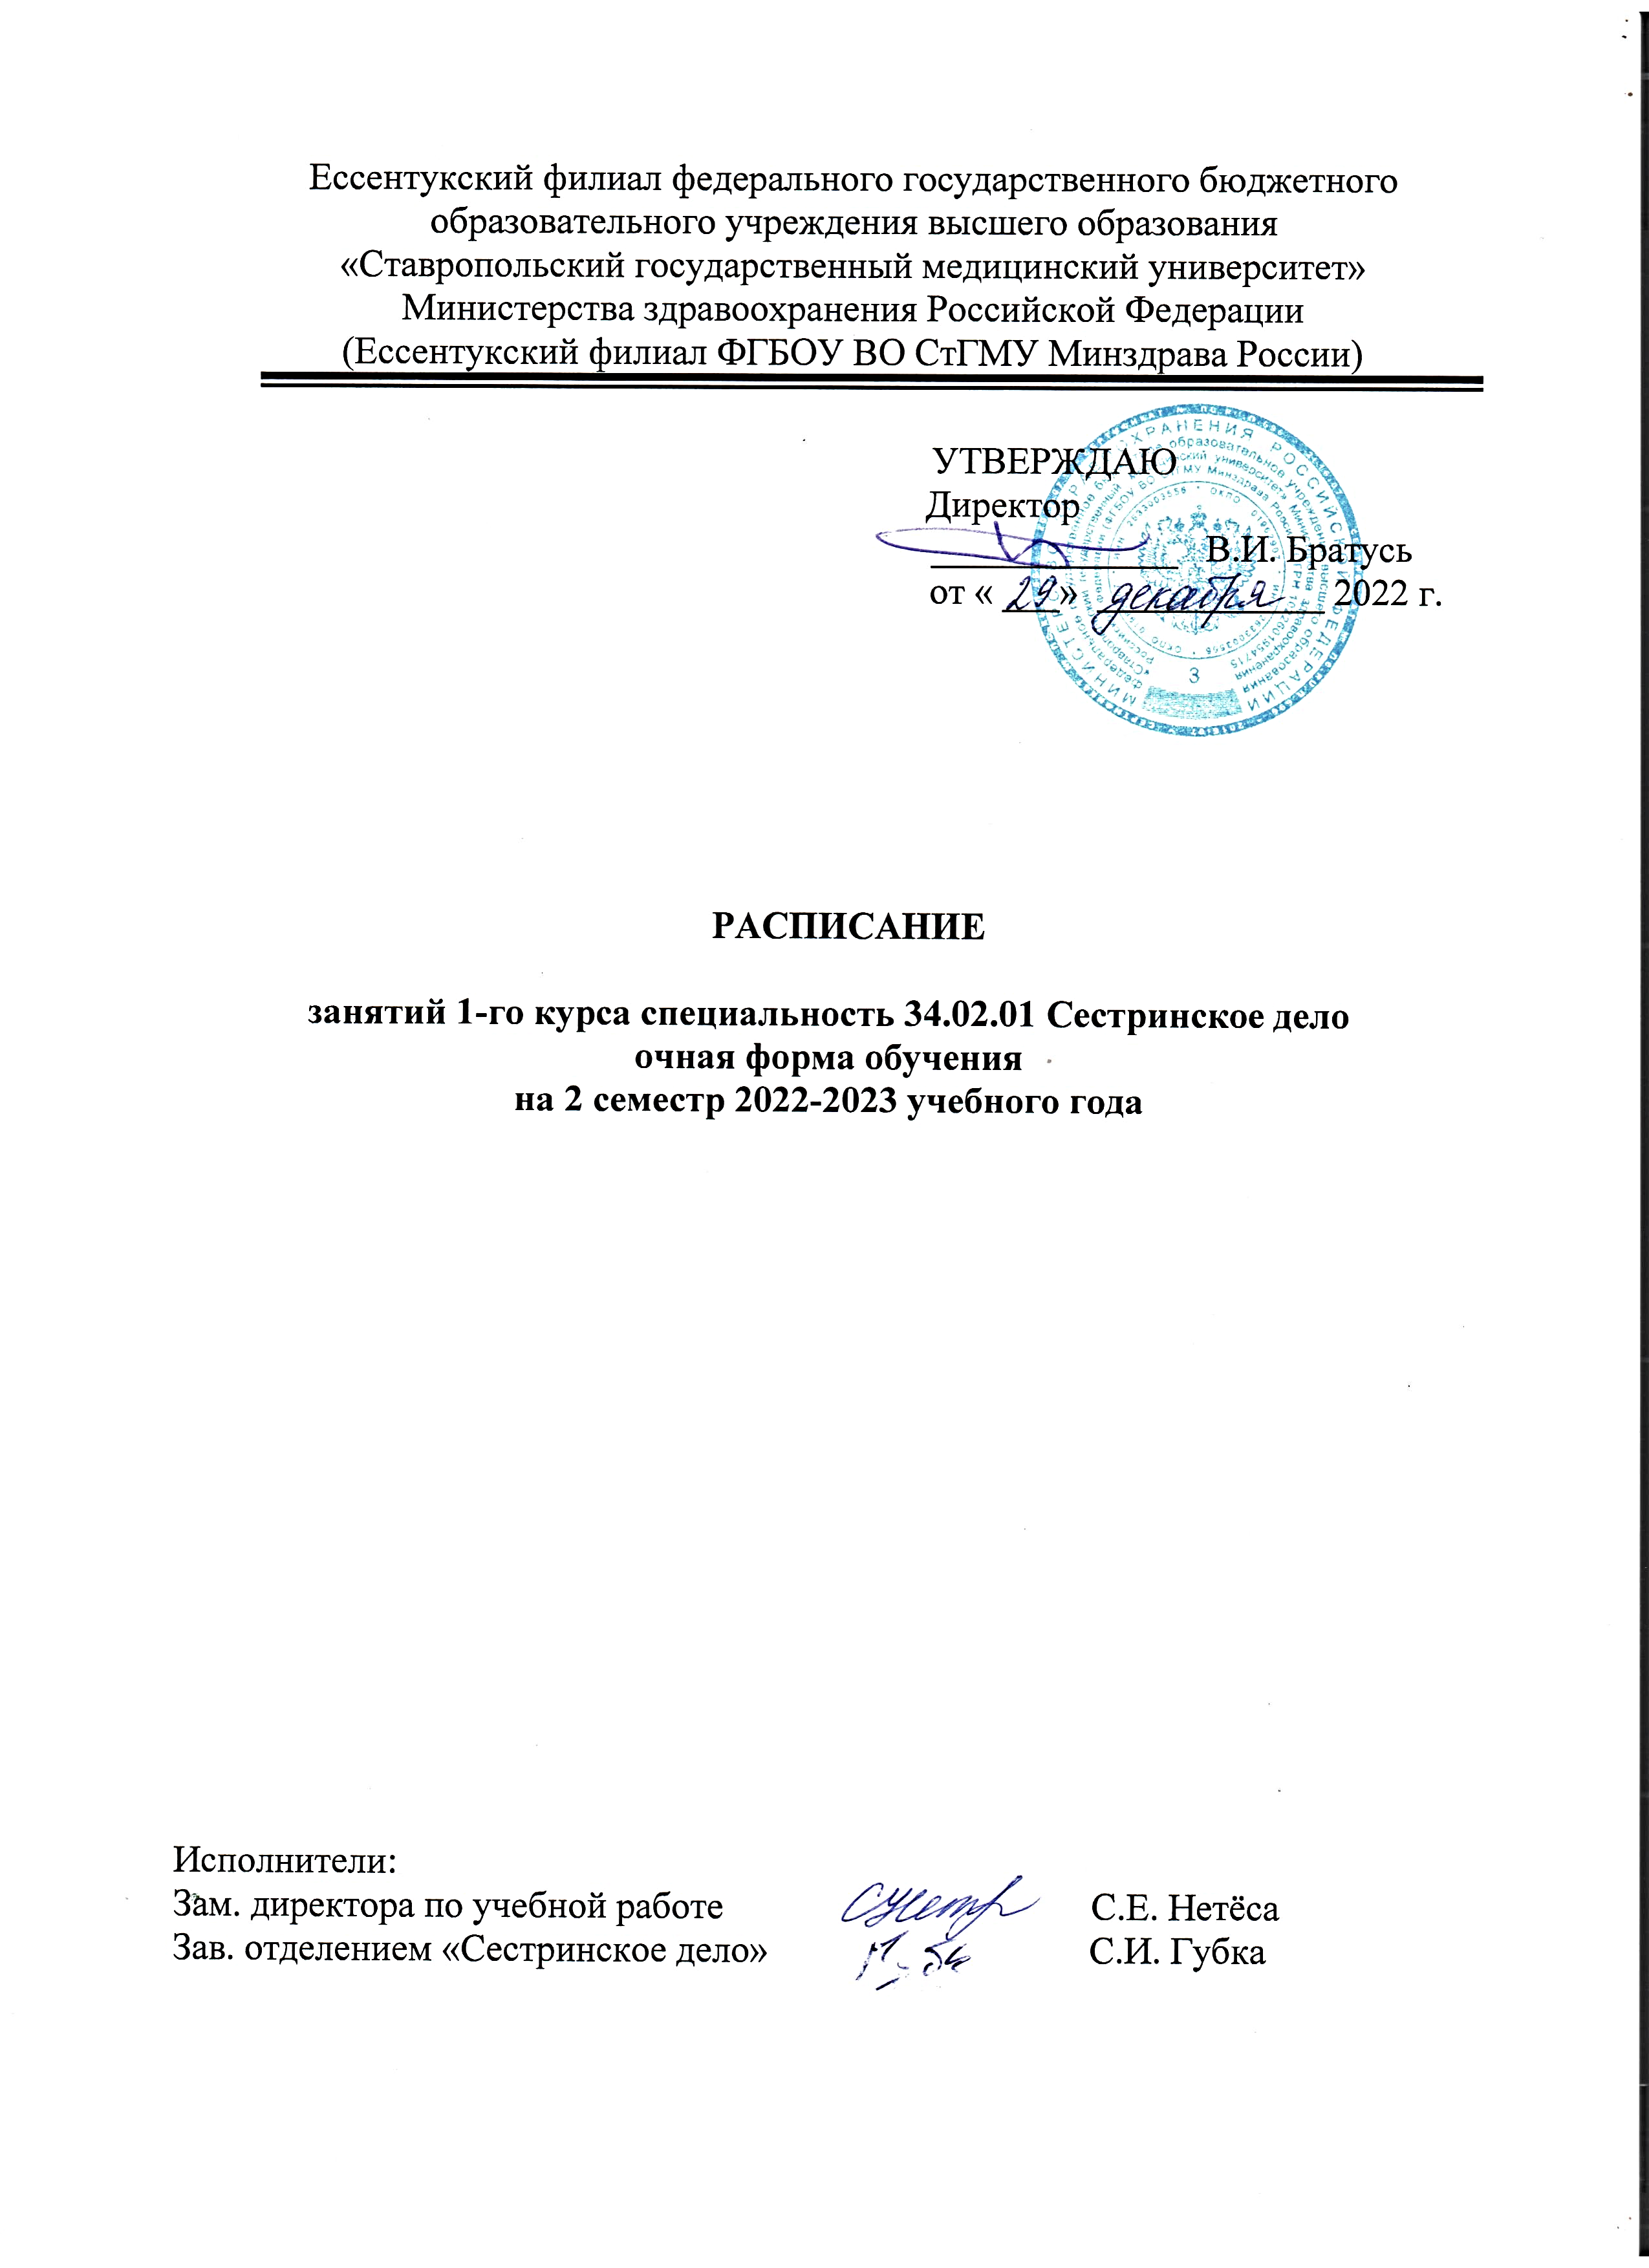 Ессентукский филиал федерального государственного бюджетного
образовательного учреждения высшего образования
«Ставропольский государственный медицинский университет»
Министерства здравоохранения Российской Федерации
(Ессентукский филиал ФГБОУ ВО СтГМУ Минздрава России)
УТВЕРЖДАЮ
Директор
В.И. Братусь
от « 29 » декабря 2022 г.
3
РАСПИСАНИЕ
занятий 1-го курса специальность 34.02.01 Сестринское дело
очная форма обучения
на 2 семестр 2022-2023 учебного года
Исполнители:
Зам. директора по учебной работе С.Е. Нетёса
Зав. отделением «Сестринское дело» С.И. Губка